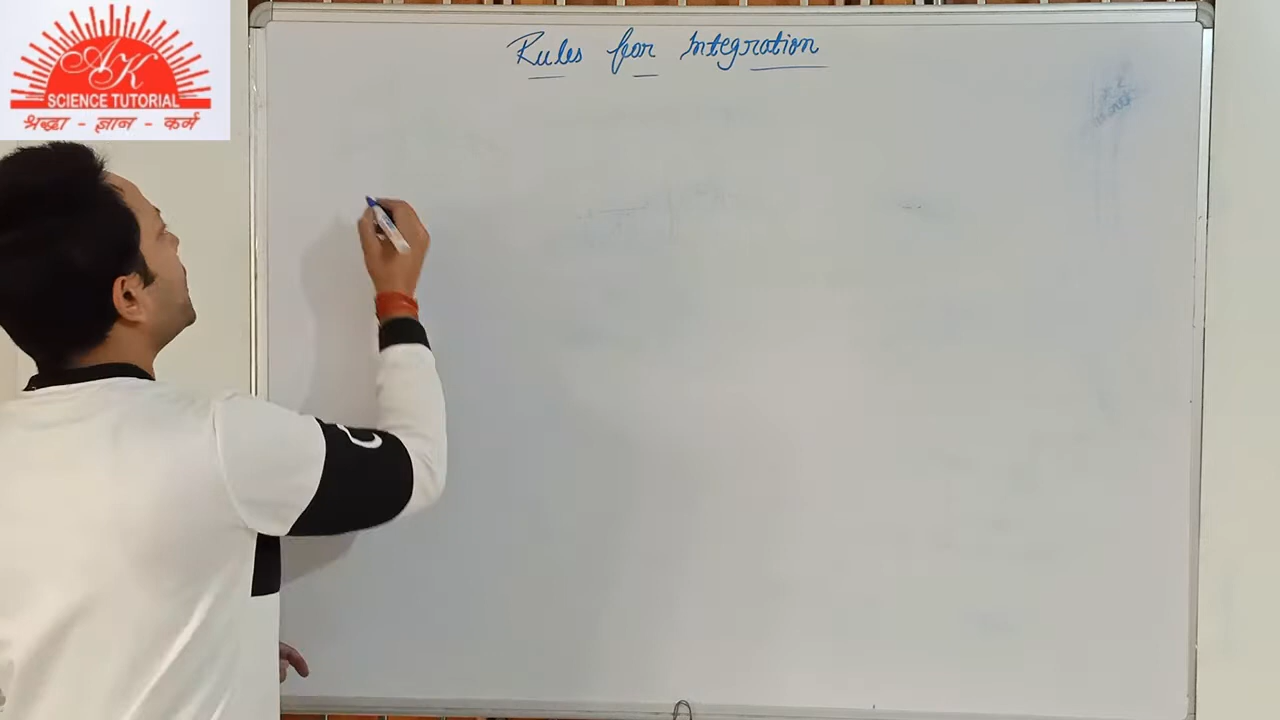 AK
SCIENCE TUTORIAL
श्रद्धा - ज्ञान - कर्म
Rules for Integration